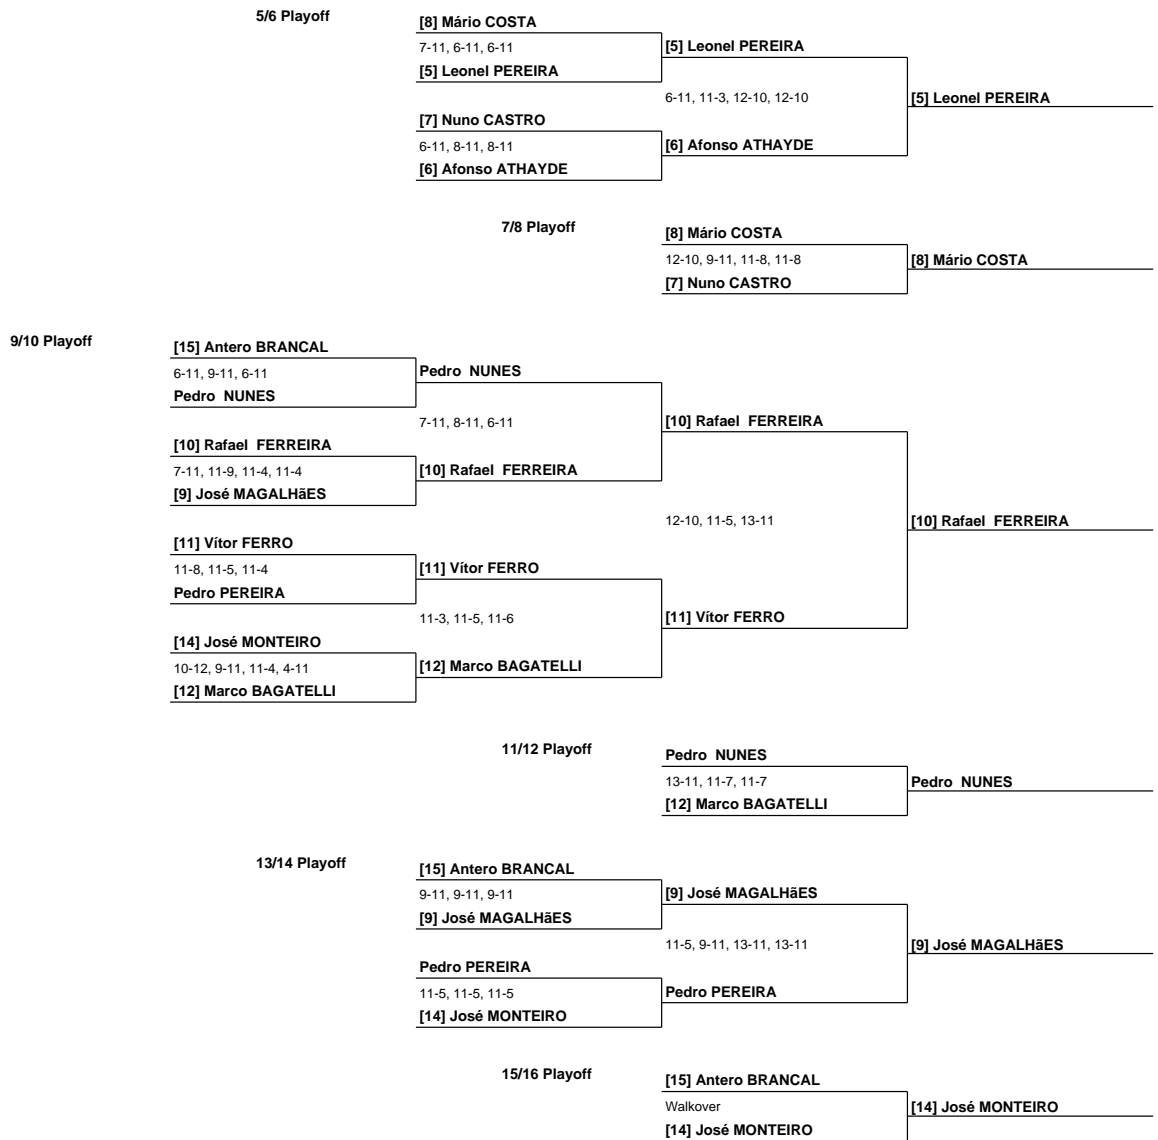 5/6 Playoff
[8] Mário COSTA
7-11, 6-11, 6-11
[5] Leonel PEREIRA
[5] Leonel PEREIRA
6-11, 11-3, 12-10, 12-10
[5] Leonel PEREIRA
[7] Nuno CASTRO
6-11, 8-11, 8-11
[6] Afonso ATHAYDE
[6] Afonso ATHAYDE
7/8 Playoff
[8] Mário COSTA
12-10, 9-11, 11-8, 11-8
[8] Mário COSTA
[7] Nuno CASTRO
9/10 Playoff
[15] Antero BRANCAL
6-11, 9-11, 6-11
Pedro  NUNES
Pedro  NUNES
7-11, 8-11, 6-11
[10] Rafael  FERREIRA
[10] Rafael  FERREIRA
7-11, 11-9, 11-4, 11-4
[10] Rafael  FERREIRA
[9] José MAGALHãES
12-10, 11-5, 13-11
[10] Rafael  FERREIRA
[11] Vítor FERRO
11-8, 11-5, 11-4
[11] Vítor FERRO
Pedro PEREIRA
11-3, 11-5, 11-6
[11] Vítor FERRO
[14] José MONTEIRO
10-12, 9-11, 11-4, 4-11
[12] Marco BAGATELLI
[12] Marco BAGATELLI
11/12 Playoff
Pedro  NUNES
13-11, 11-7, 11-7
Pedro  NUNES
[12] Marco BAGATELLI
13/14 Playoff
[15] Antero BRANCAL
9-11, 9-11, 9-11
[9] José MAGALHãES
[9] José MAGALHãES
11-5, 9-11, 13-11, 13-11
[9] José MAGALHãES
Pedro PEREIRA
11-5, 11-5, 11-5
Pedro PEREIRA
[14] José MONTEIRO
15/16 Playoff
[15] Antero BRANCAL
Walkover
[14] José MONTEIRO
[14] José MONTEIRO